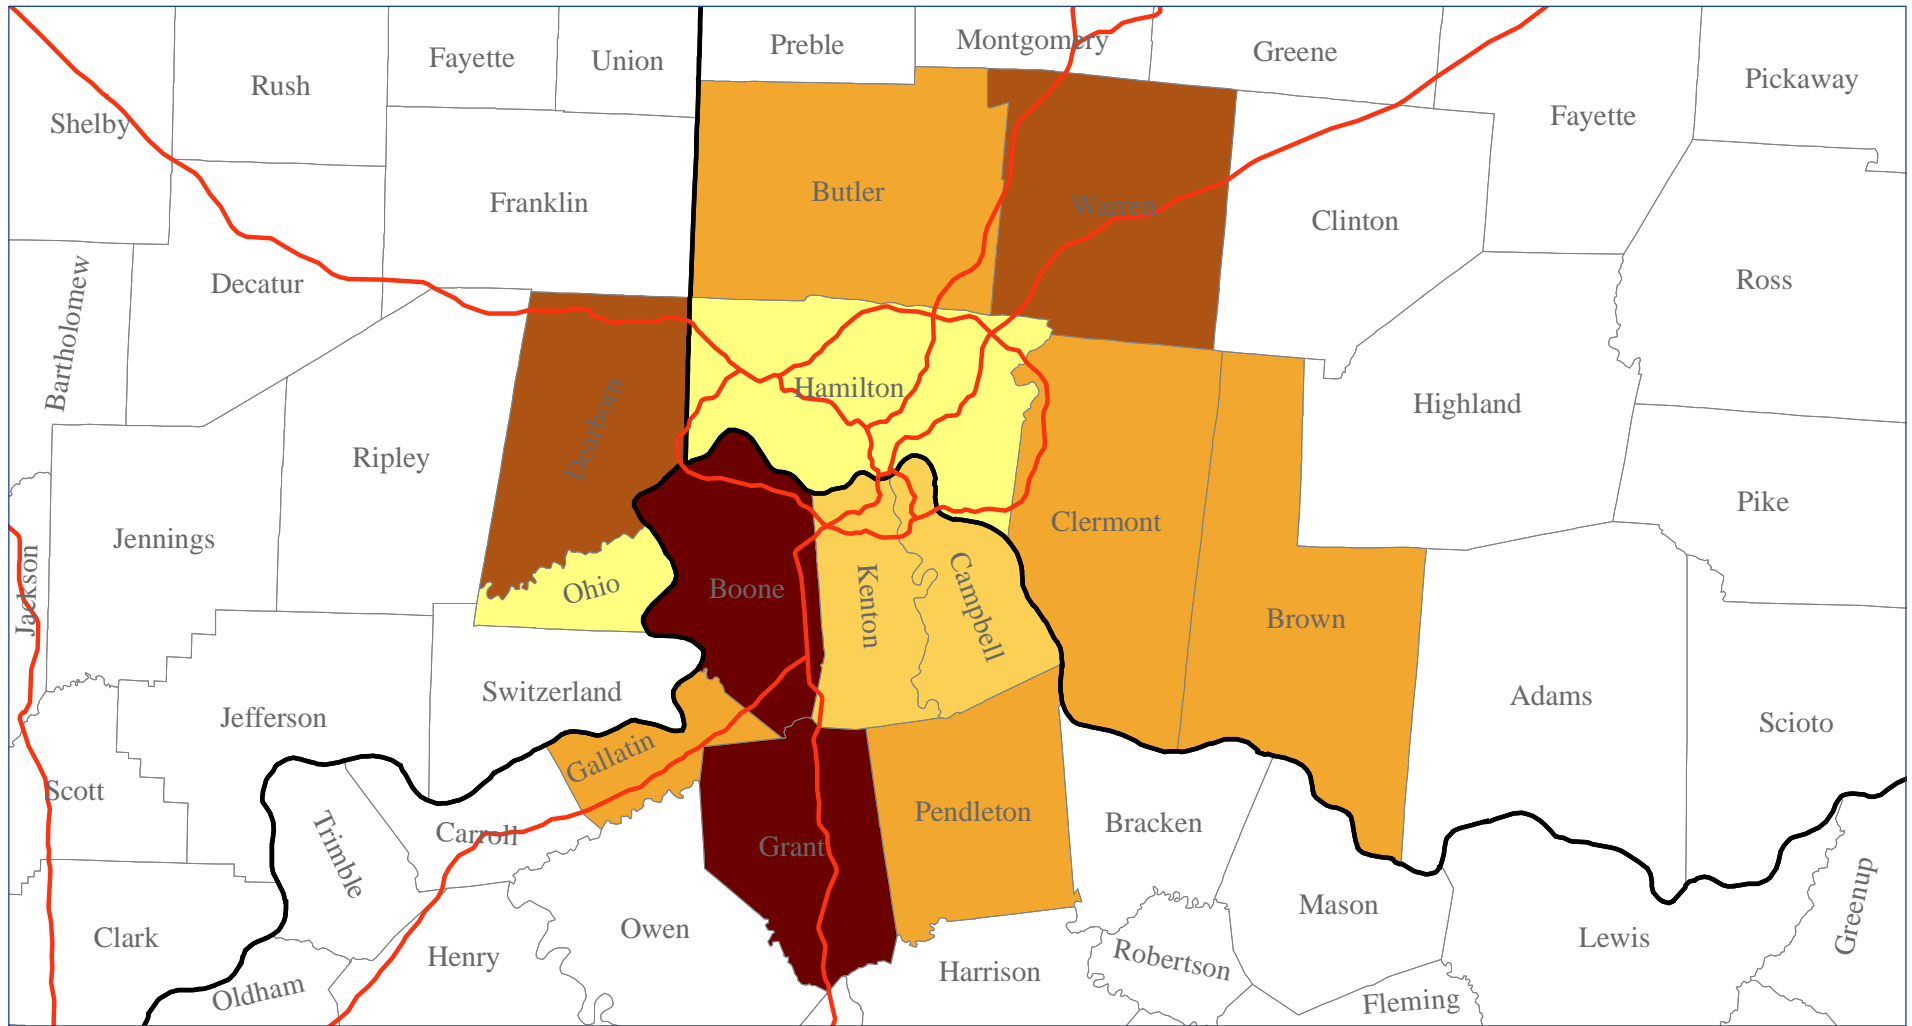 Preble
Montgomery
Greene
Fayette
Union
Pickaway
Rush
Shelby
Fayette
Butler
Franklin
Warren
Clinton
Decatur
Ross
Bartholomew
Hamilton
Highland
Dearborn
Ripley
Pike
Clermont
Jennings
Jackson
Ohio
Boone
Kenton
Campbell
Brown
Switzerland
Adams
Jefferson
Scioto
Gallatin
Scott
Pendleton
Bracken
Carroll
Grant
Trimble
Mason
Greenup
Owen
Clark
Lewis
Henry
Robertson
Harrison
Oldham
Fleming